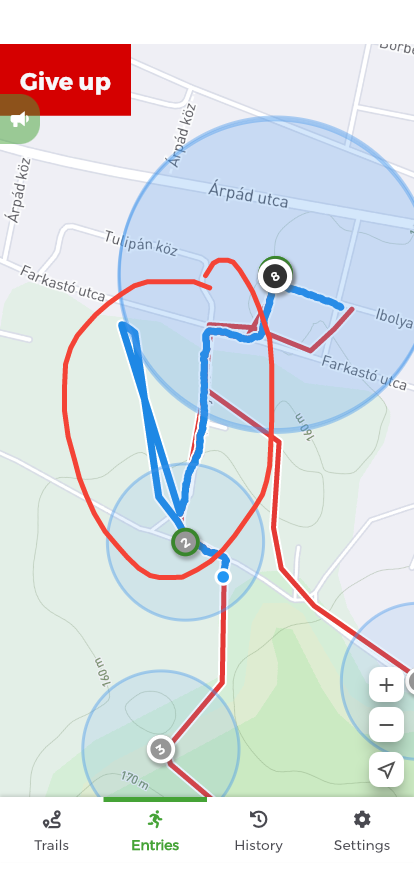 Borbo
Give up
Árpád köz
Árpád köz
Árpád utca
Tulipán köz
Farkastó utca
8
Ibolya
Farkastó utca
160 m
2
160 m
3
170 m
+
−
Trails
Entries
History
Settings